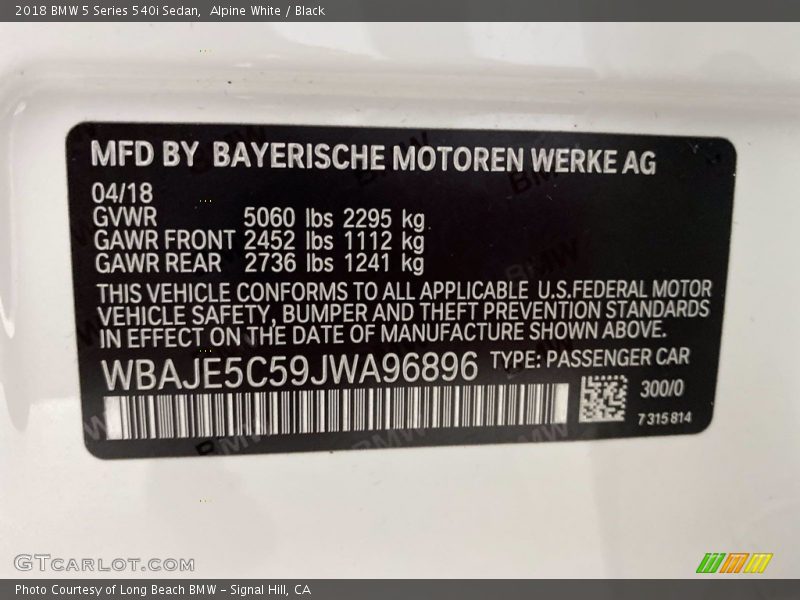 2018 BMW 5 Series 540i Sedan,  Alpine White / Black
MFD BY BAYERISCHE MOTOREN WERKE AG
04/18
GVWR 5060 lbs 2295 kg
GAWR FRONT 2452 lbs 1112 kg
GAWR REAR 2736 lbs 1241 kg
THIS VEHICLE CONFORMS TO ALL APPLICABLE U.S.FEDERAL MOTOR
VEHICLE SAFETY, BUMPER AND THEFT PREVENTION STANDARDS
IN EFFECT ON THE DATE OF MANUFACTURE SHOWN ABOVE.
WBAJE5C59JWA96896 TYPE: PASSENGER CAR
300/0
7315814
GTCARLOT.COM
Photo Courtesy of Long Beach BMW - Signal Hill, CA